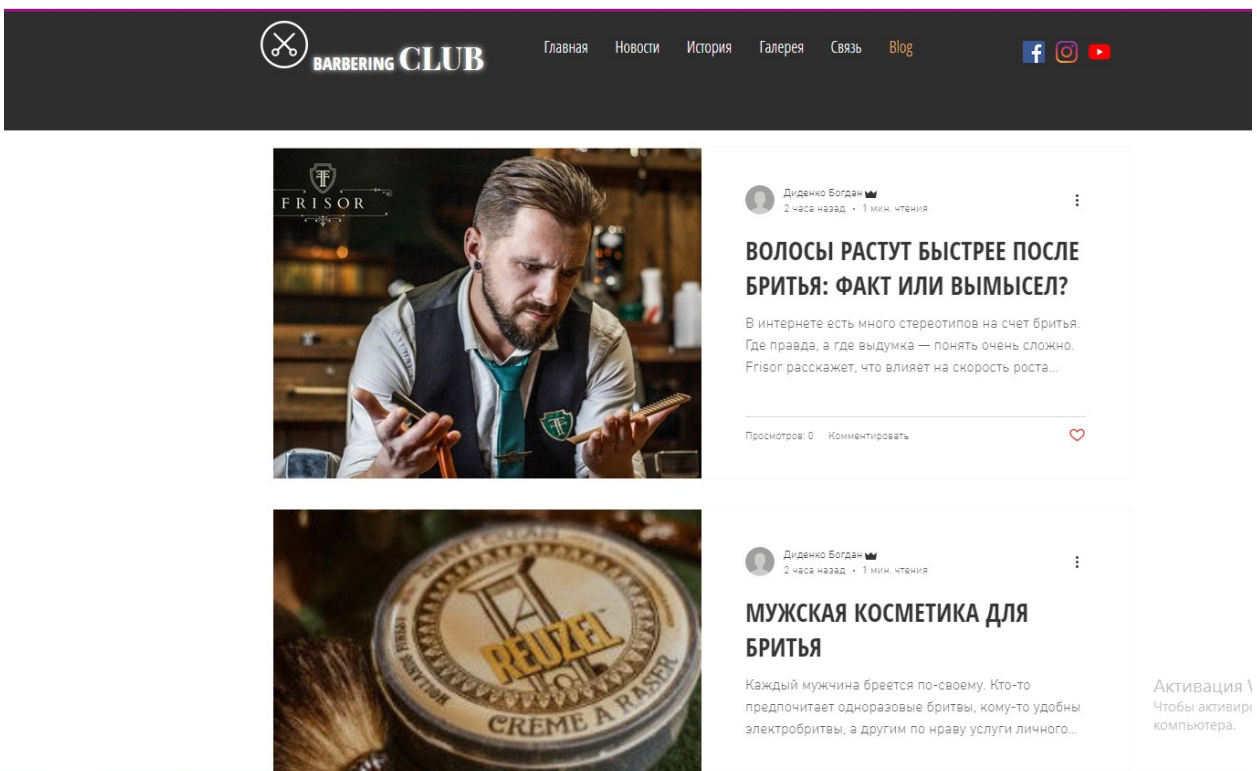 BARBERING CLUB
Главная Новости История Галерея Связь Blog
FRISOR
Диденко Богдан
2 часа назад • 1 мин. чтения
ВОЛОСЫ РАСТУТ БЫСТРЕЕ ПОСЛЕ
БРИТЬЯ: ФАКТ ИЛИ ВЫМЫСЕЛ?
В интернете есть много стереотипов на счет бритья.
Где правда, а где выдумка — понять очень сложно.
Frisor расскажет, что влияет на скорость роста...
Просмотров: 0 Комментировать
REUZEL
CREME A RASER
Диденко Богдан
2 часа назад • 1 мин. чтения
МУЖСКАЯ КОСМЕТИКА ДЛЯ
БРИТЬЯ
Каждый мужчина бреется по-своему. Кто-то
предпочитает одноразовые бритвы, кому-то удобны
электробритвы, а другим по нраву услуги личного...
Активация
Чтобы
компьютера.